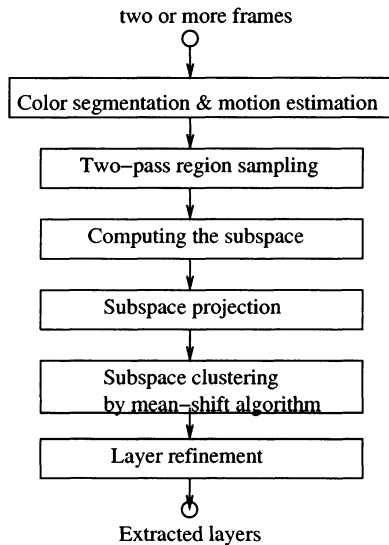 two or more frames
Color segmentation & motion estimation
Two-pass region sampling
Computing the subspace
Subspace projection
Subspace clustering
by mean-shift algorithm
Layer refinement
Extracted layers